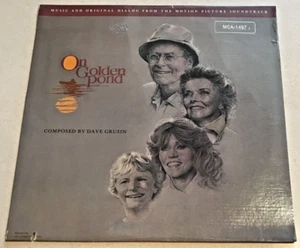 MUSIC AND ORIGINAL DIALOG FROM THE MOTION PICTURE SOUNDTRACK
MCA-1497
On
Golden
Pond
COMPOSED BY DAVE GRUSIN